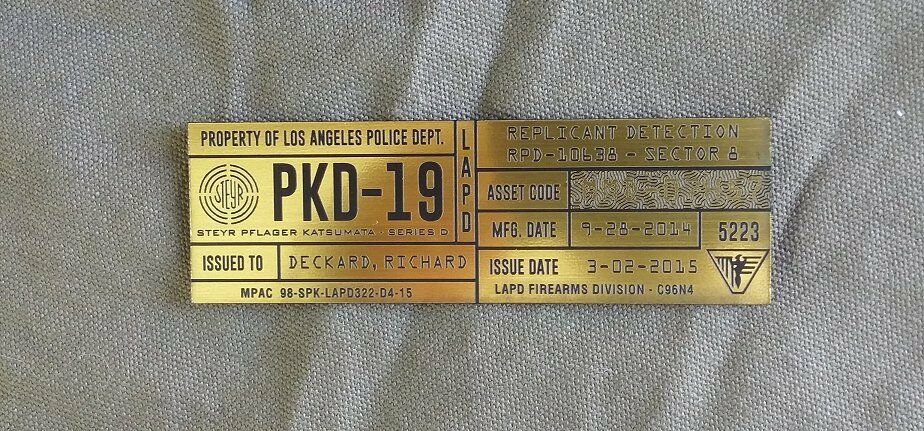 PROPERTY OF LOS ANGELES POLICE DEPT.
STEYR
PKD-19
STEYR PFLAGER KATSUMATA - SERIES D
ISSUED TO
DECKARD, RICHARD
MPAC 98-SPK-LAPD322-D4-15
LAPD
REPLICANT DETECTION
RPD-10638 - SECTOR 8
ASSET CODE
MFG. DATE
9-28-2014
5223
ISSUE DATE
3-02-2015
LAPD FIREARMS DIVISION - C96N4